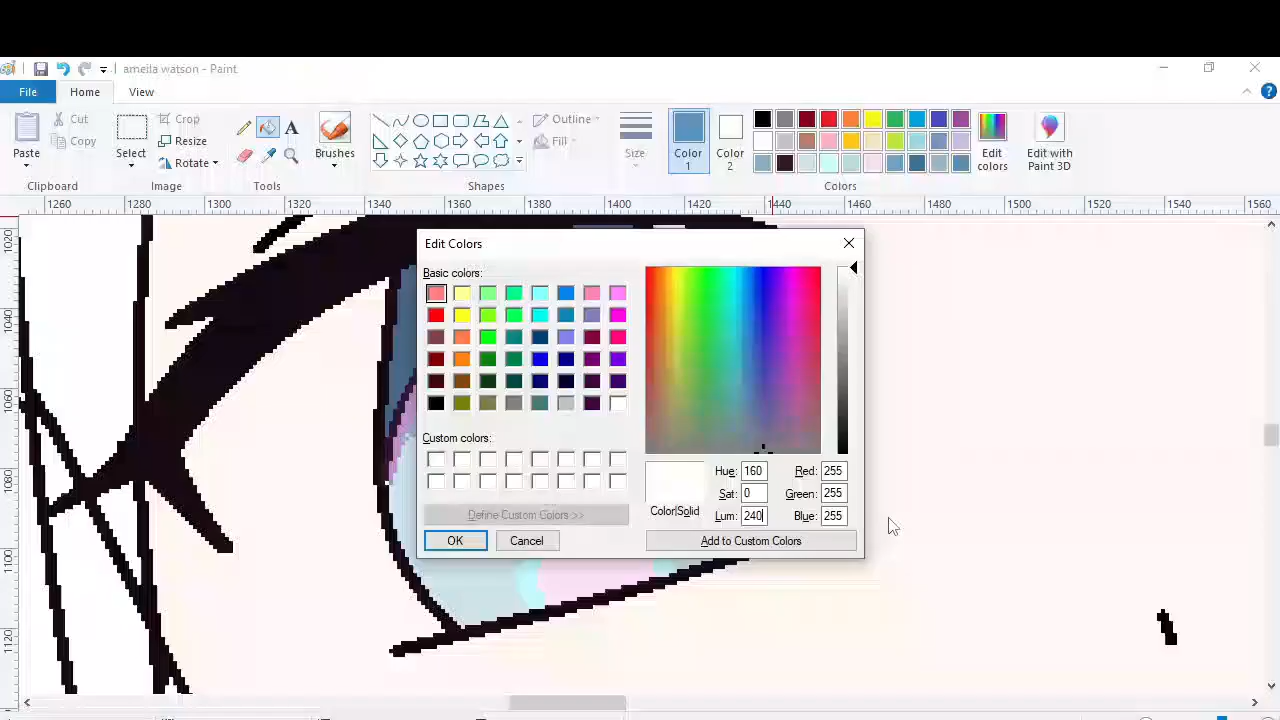 ameila watson - Paint
File Home View
Paste
Cut
Copy
Clipboard
Select
Crop
Resize
Rotate
Image
A
Tools
Brushes
Outline
Fill
Shapes
Size
Color
1
Color
2
Edit
colors
Edit with
Paint 3D
Colors
?
1260 1280 1300 1320 1340 1360 1380 1400 1420 1440 1460 1480 1500 1520 1540 1560
1020
1040
1060
1080
1100
1120
Edit Colors
Basic colors:
Custom colors:
Define Custom Colors >>
OK Cancel
Color|Solid
Hue: 160 Red: 255
Sat: 0 Green: 255
Lum: 240 Blue: 255
Add to Custom Colors